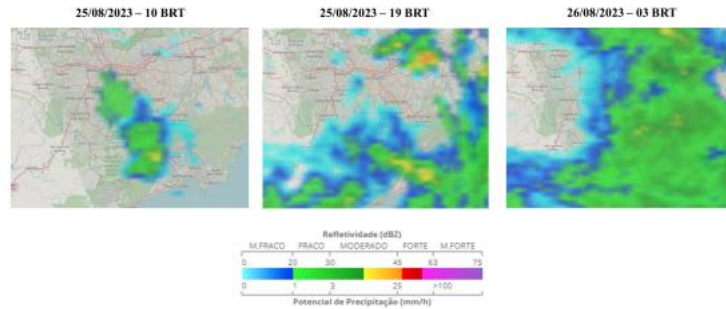 25/08/2023 – 10 BRT
25/08/2023 – 19 BRT
26/08/2023 – 03 BRT
Refletividade (dBZ)
M.FRACO FRACO MODERADO FORTE M.FORTE
0 20 30 45 63 75
0 1 3 25 >100
Potencial de Precipitação (mm/h)